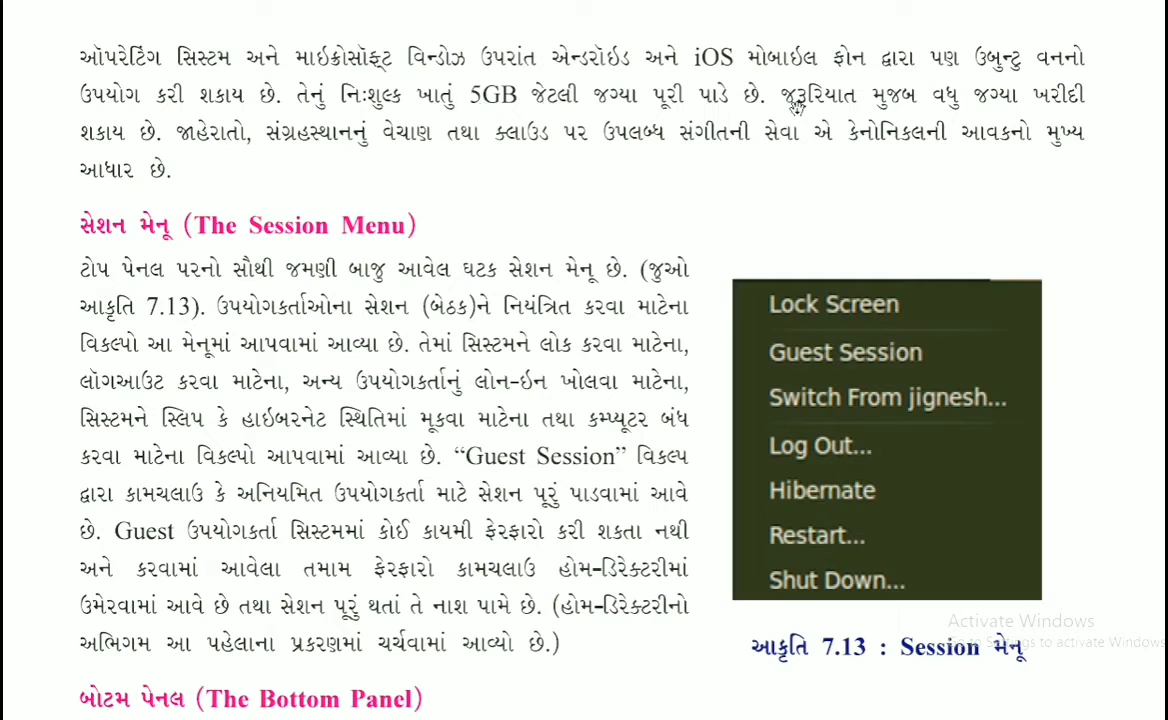 ઑપરેટિંગ સિસ્ટમ અને માઇક્રોસૉફ્ટ વિન્ડોઝ ઉપરાંત એન્ડરૉઇડ અને iOS મોબાઇલ ફોન દ્વારા પણ ઉબુન્ટુ વનનો
ઉપયોગ કરી શકાય છે. તેનું નિઃશુલ્ક ખાતું 5GB જેટલી જગ્યા પૂરી પાડે છે. જરૂરિયાત મુજબ વધુ જગ્યા ખરીદી
શકાય છે. જાહેરાતો, સંગ્રહસ્થાનનું વેચાણ તથા ક્લાઉડ પર ઉપલબ્ધ સંગીતની સેવા એ કેનોનિકલની આવકનો મુખ્ય
આધાર છે.
સેશન મેનૂ (The Session Menu)
ટોપ પેનલ પરનો સૌથી જમણી બાજુ આવેલ ઘટક સેશન મેનૂ છે. (જુઓ
આકૃતિ 7.13). ઉપયોગકર્તાઓના સેશન (બેઠક)ને નિયંત્રિત કરવા માટેના
વિકલ્પો આ મેનૂમાં આપવામાં આવ્યા છે. તેમાં સિસ્ટમને લોક કરવા માટેના,
લૉગઆઉટ કરવા માટેના, અન્ય ઉપયોગકર્તાનું લોન-ઇન ખોલવા માટેના,
સિસ્ટમને સ્લિપ કે હાઇબરનેટ સ્થિતિમાં મૂકવા માટેના તથા કમ્પ્યૂટર બંધ
કરવા માટેના વિકલ્પો આપવામાં આવ્યા છે. “Guest Session” વિકલ્પ
દ્વારા કામચલાઉ કે અનિયમિત ઉપયોગકર્તા માટે સેશન પૂરું પાડવામાં આવે
છે. Guest ઉપયોગકર્તા સિસ્ટમમાં કોઈ કાયમી ફેરફારો કરી શકતા નથી
અને કરવામાં આવેલા તમામ ફેરફારો કામચલાઉ હોમ-ડિરેક્ટરીમાં
ઉમેરવામાં આવે છે તથા સેશન પૂરું થતાં તે નાશ પામે છે. (હોમ-ડિરેક્ટરીનો
અભિગમ આ પહેલાના પ્રકરણમાં ચર્ચવામાં આવ્યો છે.)
Lock Screen
Guest Session
Switch From jignesh...
Log Out...
Hibernate
Restart...
Shut Down...
Activate Windows
Go to Settings to activate Windows
આકૃતિ 7.13 : Session મેનૂ
બોટમ પેનલ (The Bottom Panel)